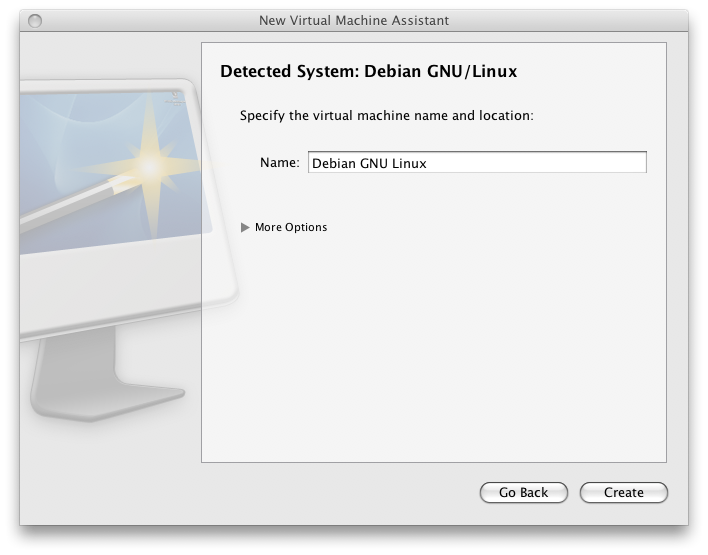 New Virtual Machine Assistant
Detected System: Debian GNU/Linux
Specify the virtual machine name and location:
Name: Debian GNU Linux
More Options
Go Back Create